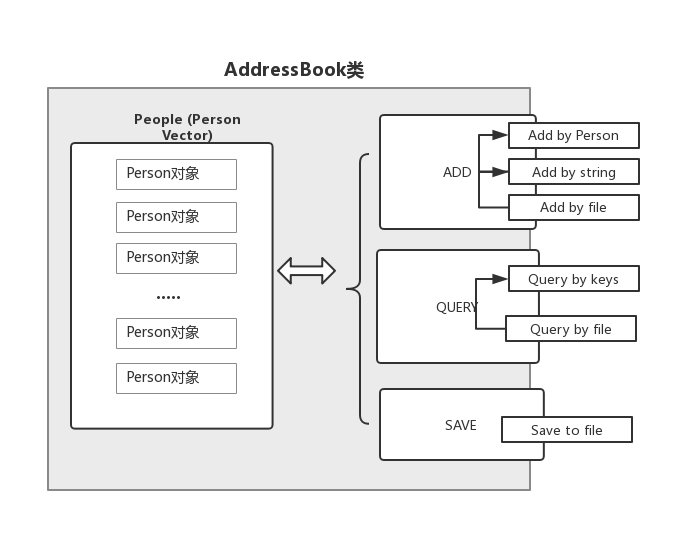 AddressBook类
People (Person
Vector)
Person对象
Person对象
Person对象
.....
Person对象
Person对象
ADD
Add by Person
Add by string
Add by file
QUERY
Query by keys
Query by file
SAVE
Save to file